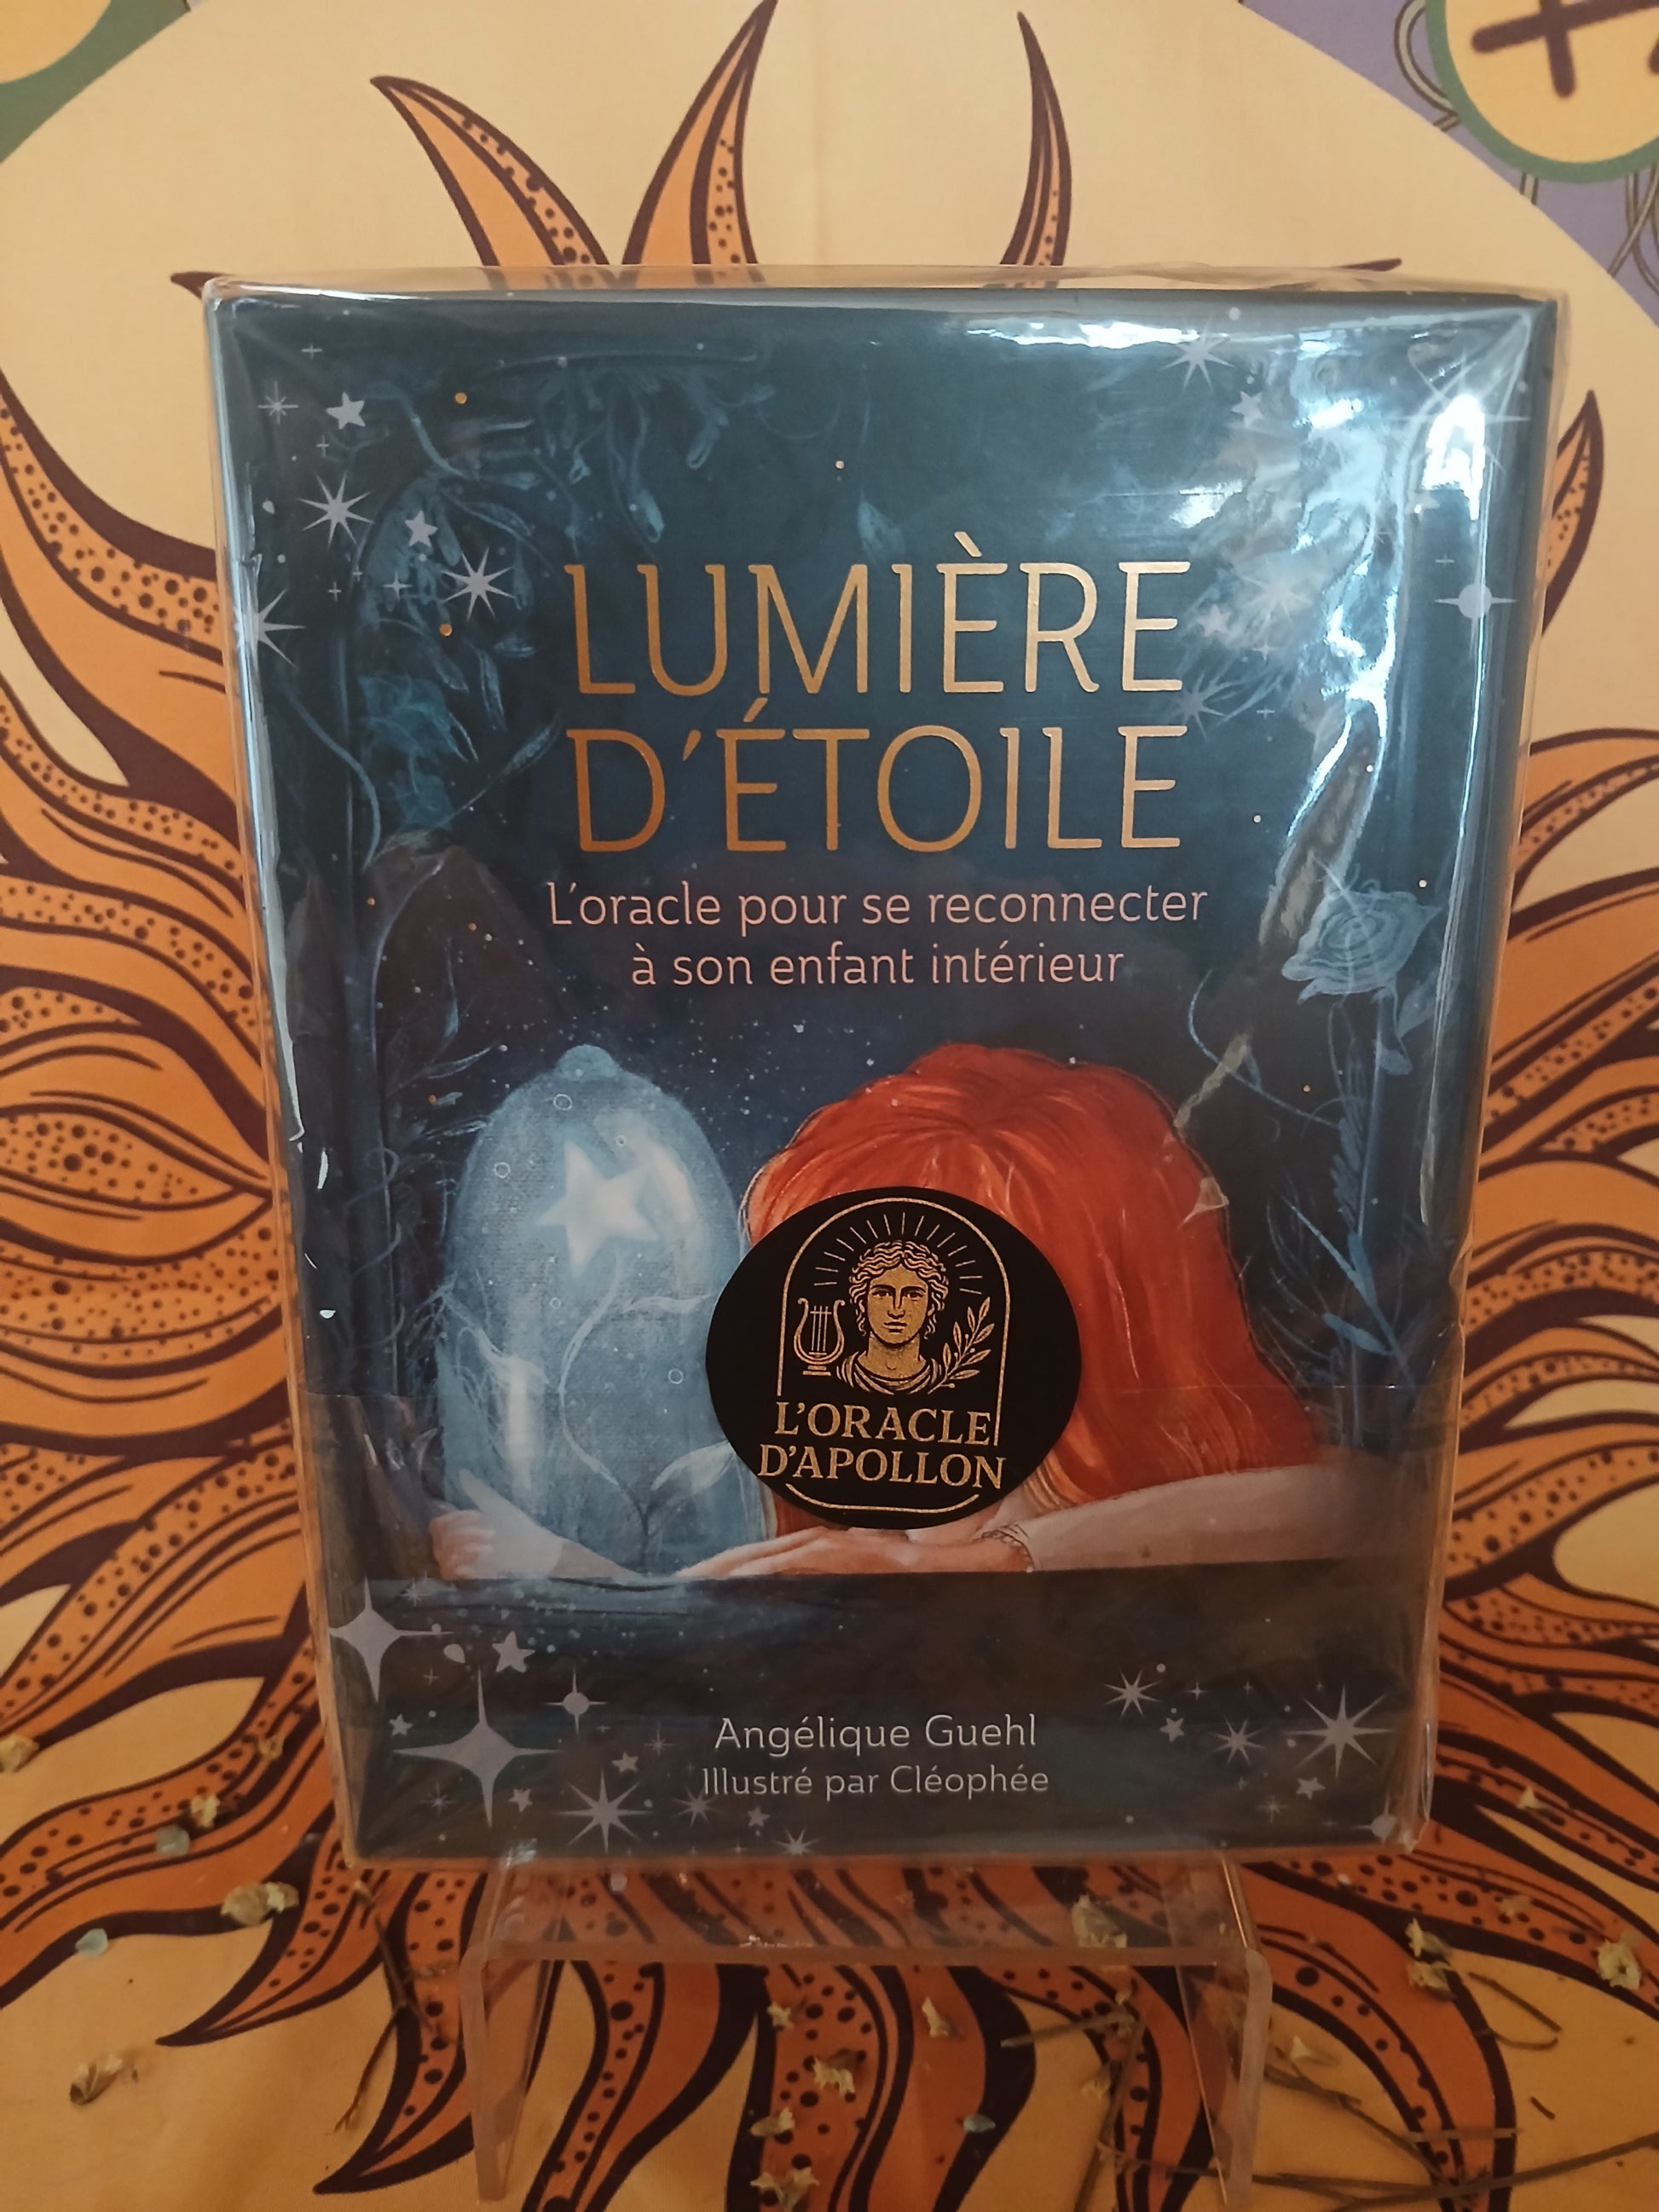 LUMIÈRE
D'ÉTOILE
L'oracle pour se reconnecter
à son enfant intérieur
L'ORACLE
D'APOLLON
Angélique Guehl
Illustré par Cléophée